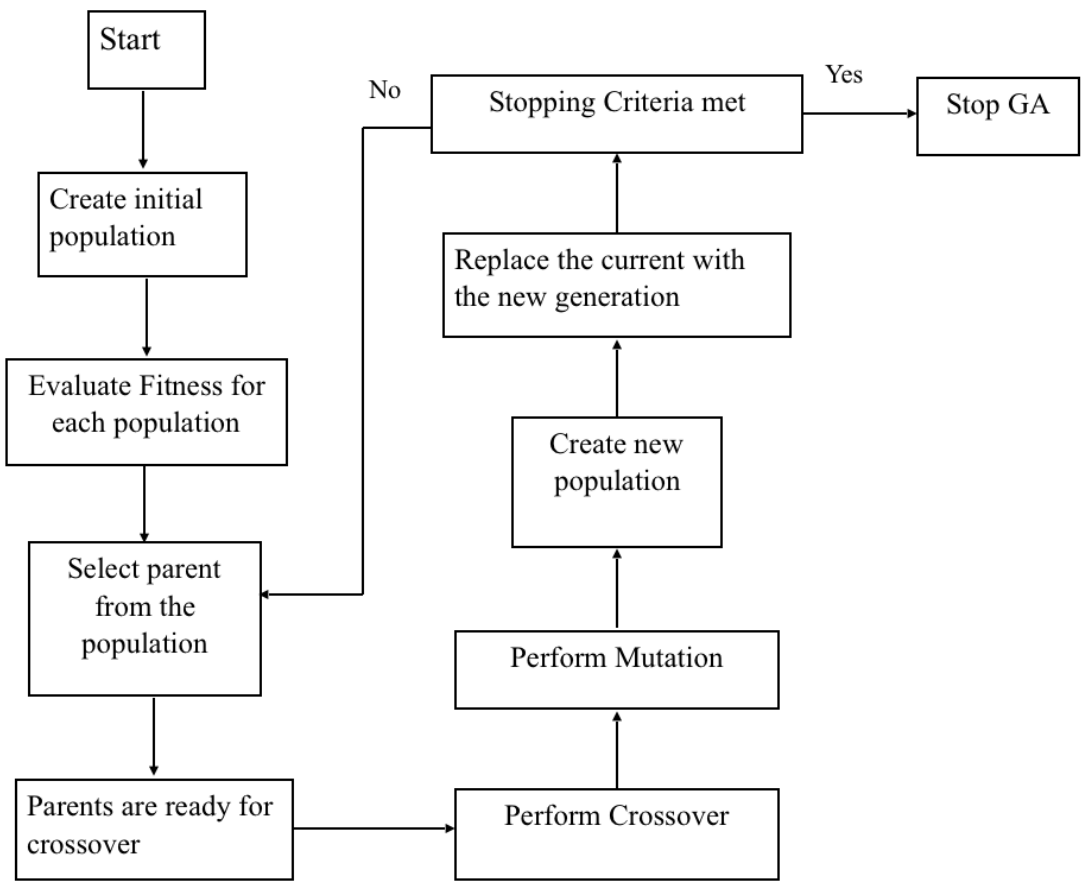 Start
Create initial
population
Evaluate Fitness for
each population
Select parent
from the
population
Parents are ready for
crossover
Perform Crossover
Perform Mutation
Create new
population
Replace the current with
the new generation
Stopping Criteria met
No
Yes
Stop GA